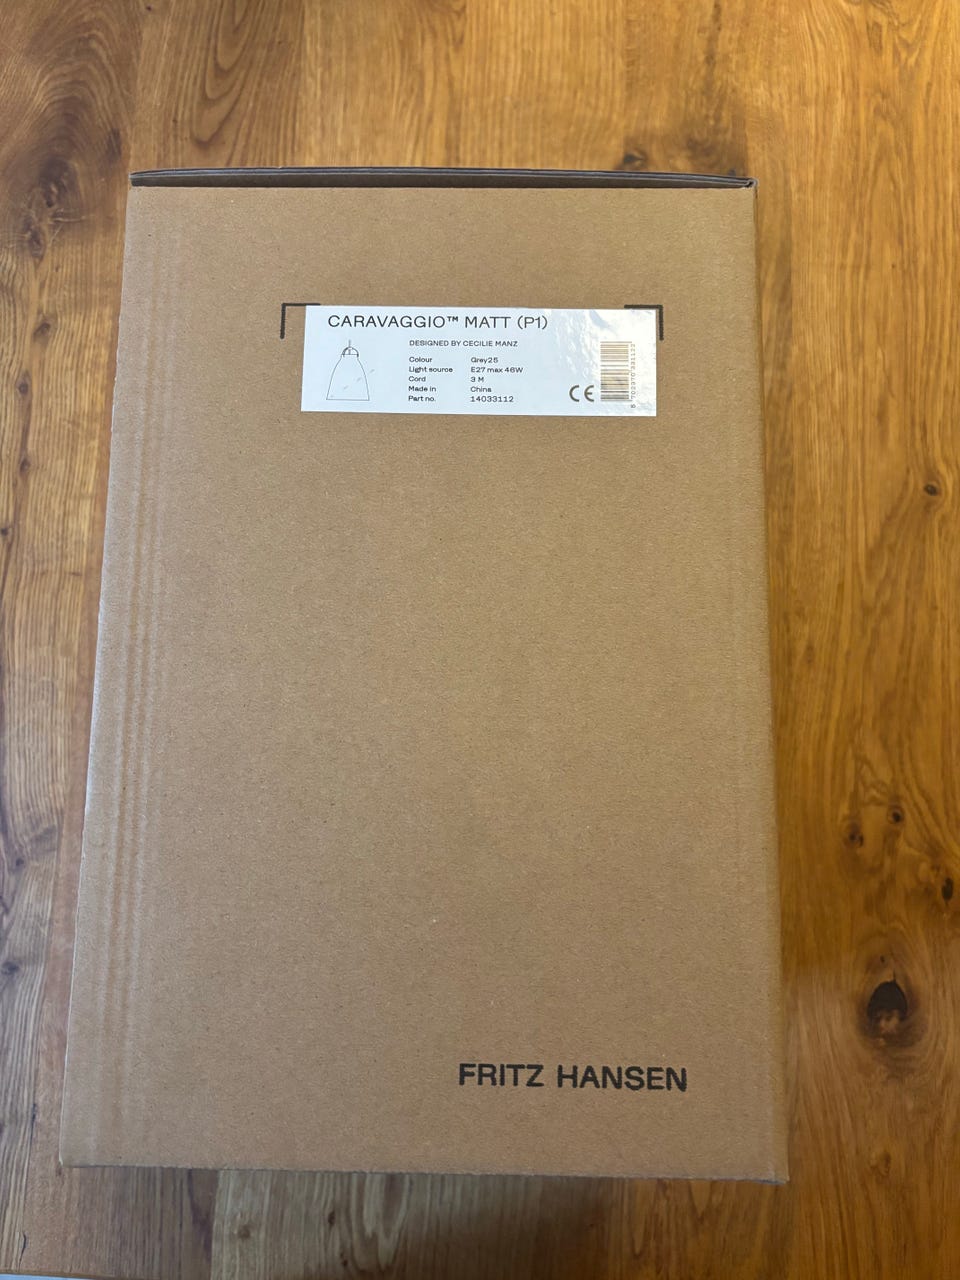 CARAVAGGIO™ MATT (P1)
DESIGNED BY CECILIE MANZ
Colour Grey25
Light source E27 max 46W
Cord 3 M
Made in China
Part no. 14033112
CE
FRITZ HANSEN